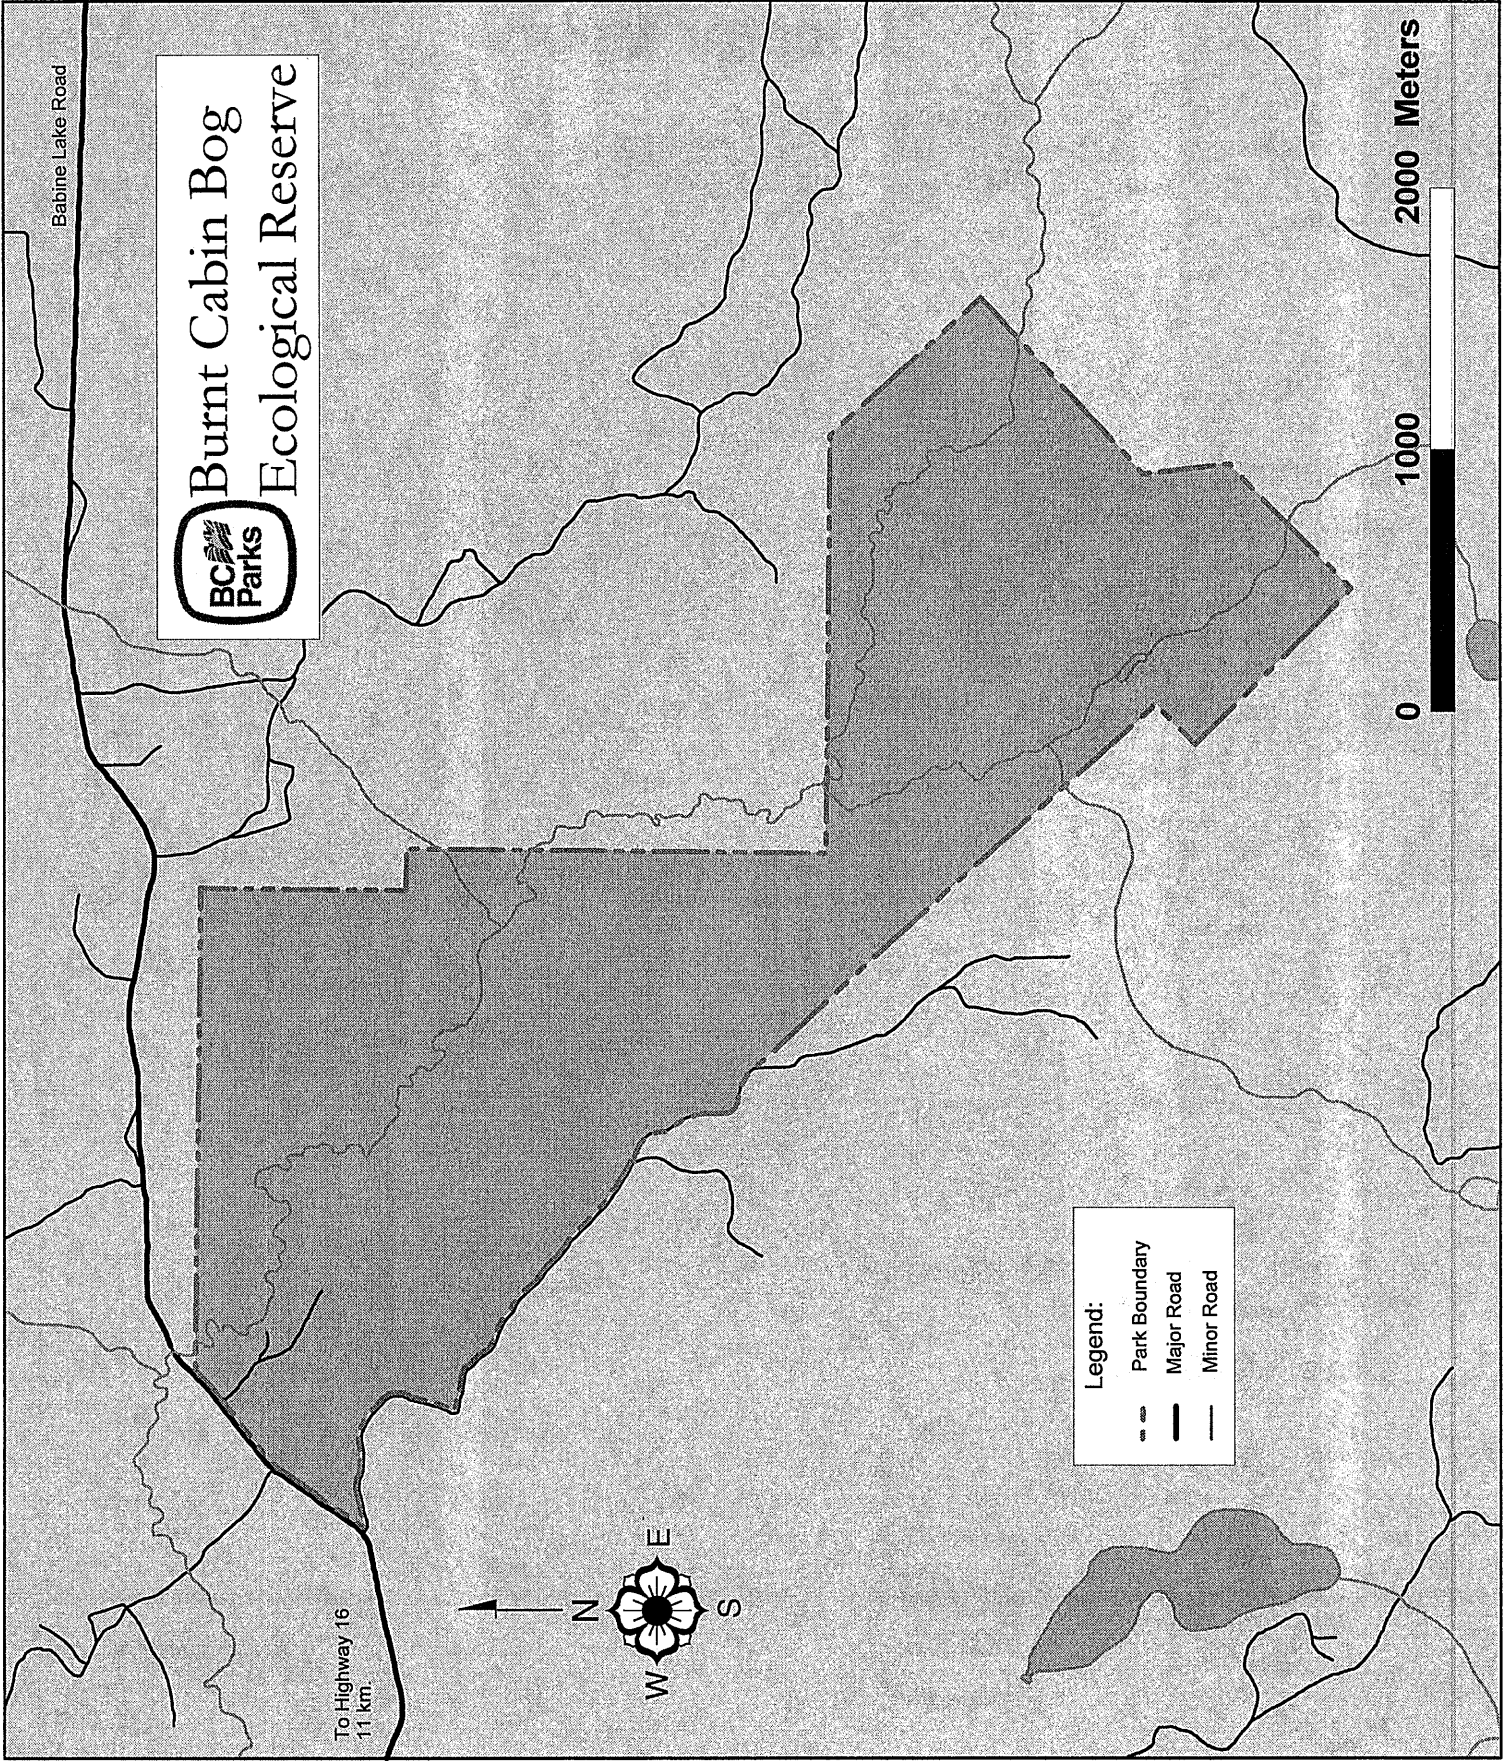 Babine Lake Road
BC Parks
Burnt Cabin Bog
Ecological Reserve
To Highway 16
11 km.
N
W
E
S
Legend:
Park Boundary
Major Road
Minor Road
0
1000
2000 Meters